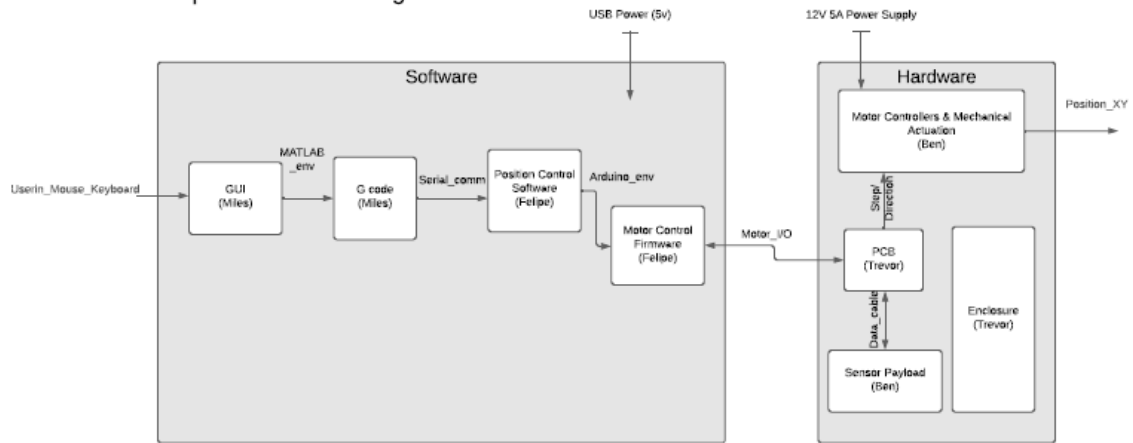 USB Power (5v)
12V 5A Power Supply
Software
Hardware
Userin_Mouse_Keyboard
GUI
(Miles)
MATLAB
_env
G code
(Miles)
Serial_comm
Position Control
Software
(Felipe)
Arduino_env
Motor Control
Firmware
(Felipe)
Motor_I/O
Motor Controllers & Mechanical
Actuation
(Ben)
Position_XY
Step/
Direction
PCB
(Trevor)
Data_cable
Sensor Payload
(Ben)
Enclosure
(Trevor)